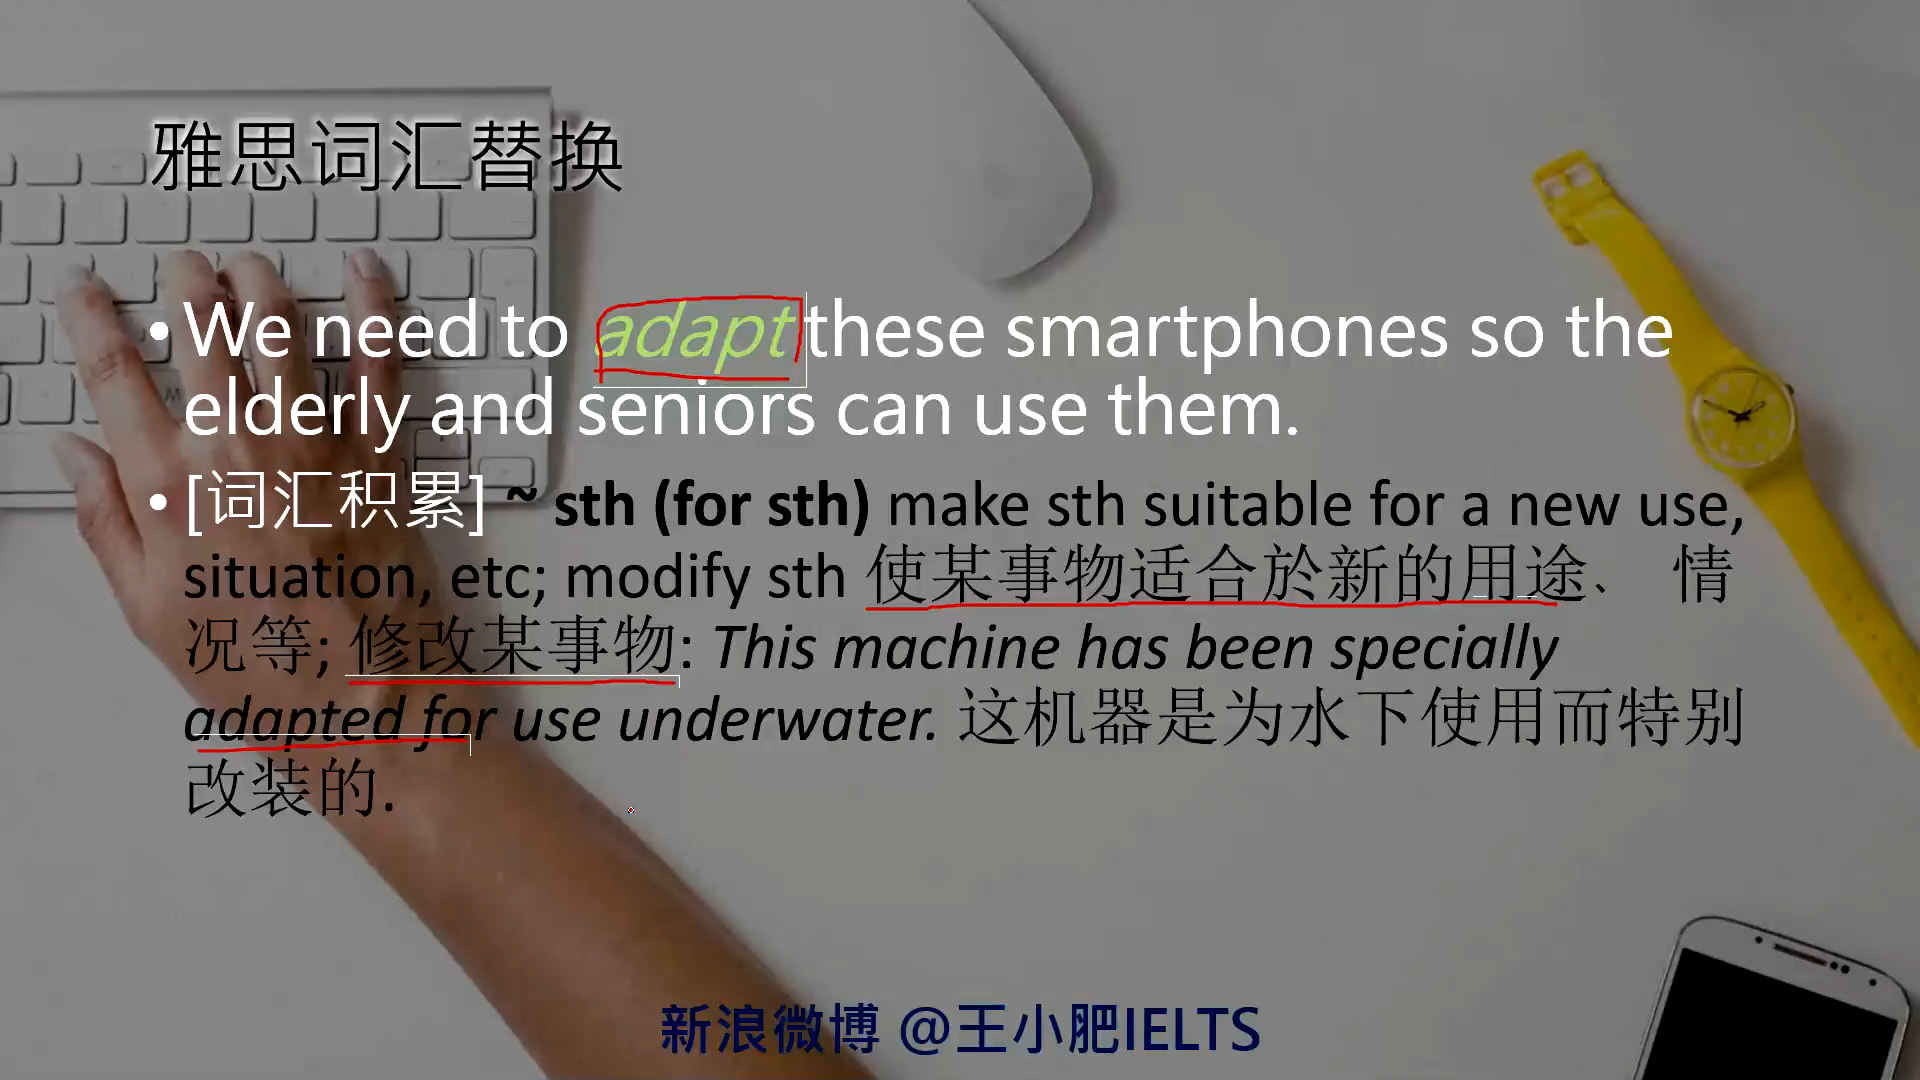 雅思词汇替换
• We need to adapt these smartphones so the
elderly and seniors can use them.
• [词汇积累] ~ sth (for sth) make sth suitable for a new use,
situation, etc; modify sth 使某事物适合於新的用途、 情
况等; 修改某事物: This machine has been specially
adapted for use underwater. 这机器是为水下使用而特别
改装的.
新浪微博 @王小肥IELTS